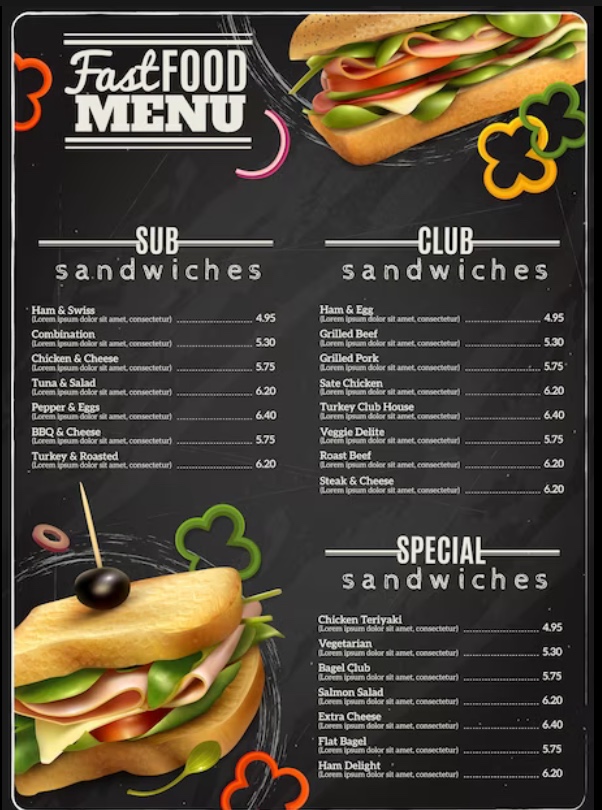 Fast FOOD
MENU
SUB
sandwiches
Ham & Swiss
(Lorem ipsum dolor sit amet, consectetur) 4.95
Combination
(Lorem ipsum dolor sit amet, consectetur) 5.30
Chicken & Cheese
(Lorem ipsum dolor sit amet, consectetur) 5.75
Tuna & Salad
(Lorem ipsum dolor sit amet, consectetur) 6.20
Pepper & Eggs
(Lorem ipsum dolor sit amet, consectetur) 6.40
BBQ & Cheese
(Lorem ipsum dolor sit amet, consectetur) 5.75
Turkey & Roasted
(Lorem ipsum dolor sit amet, consectetur) 6.20
CLUB
sandwiches
Ham & Egg
(Lorem ipsum dolor sit amet, consectetur) 4.95
Grilled Beef
(Lorem ipsum dolor sit amet, consectetur) 5.30
Grilled Pork
(Lorem ipsum dolor sit amet, consectetur) 5.75
Sate Chicken
(Lorem ipsum dolor sit amet, consectetur) 6.20
Turkey Club House
(Lorem ipsum dolor sit amet, consectetur) 6.40
Veggie Delite
(Lorem ipsum dolor sit amet, consectetur) 5.75
Roast Beef
(Lorem ipsum dolor sit amet, consectetur) 6.20
Steak & Cheese
(Lorem ipsum dolor sit amet, consectetur) 6.20
SPECIAL
sandwiches
Chicken Teriyaki
(Lorem ipsum dolor sit amet, consectetur) 4.95
Vegetarian
(Lorem ipsum dolor sit amet, consectetur) 5.30
Bagel Club
(Lorem ipsum dolor sit amet, consectetur) 5.75
Salmon Salad
(Lorem ipsum dolor sit amet, consectetur) 6.20
Extra Cheese
(Lorem ipsum dolor sit amet, consectetur) 6.40
Flat Bagel
(Lorem ipsum dolor sit amet, consectetur) 5.75
Ham Delight
(Lorem ipsum dolor sit amet, consectetur) 6.20